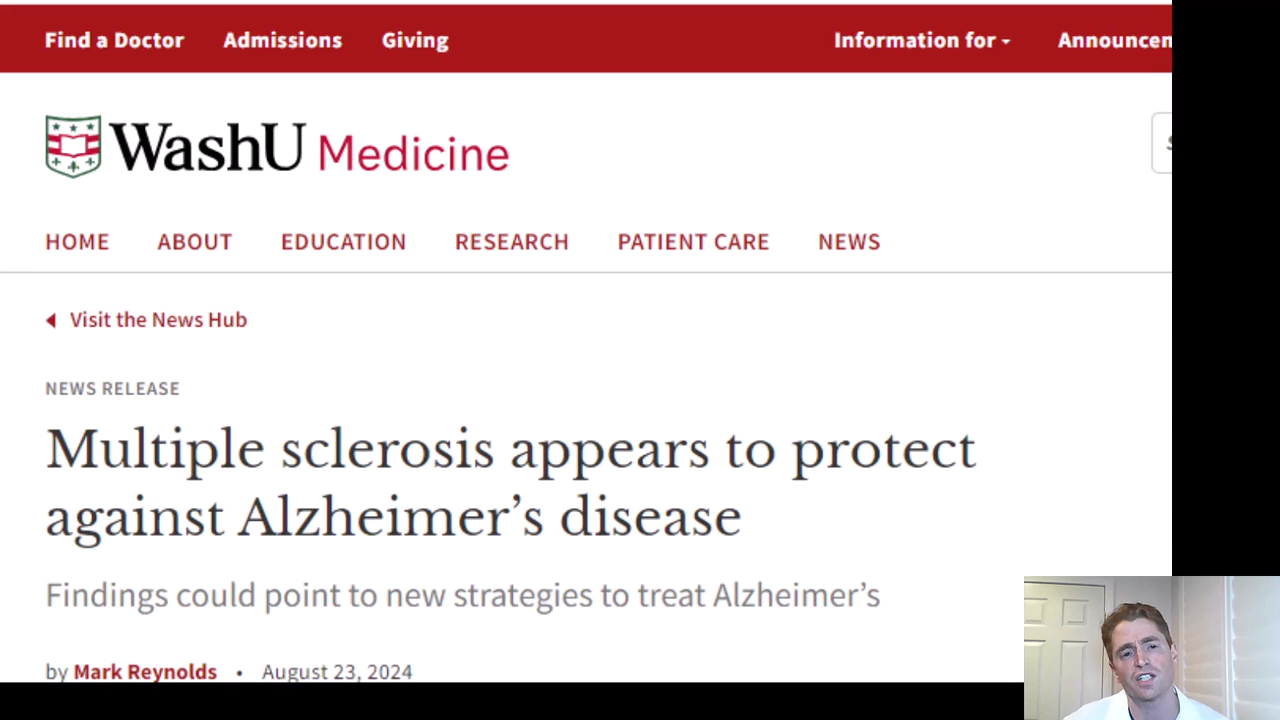 Find a Doctor Admissions Giving Information for Announcen
WashU Medicine
HOME ABOUT EDUCATION RESEARCH PATIENT CARE NEWS
Visit the News Hub
NEWS RELEASE
Multiple sclerosis appears to protect
against Alzheimer’s disease
Findings could point to new strategies to treat Alzheimer’s
by Mark Reynolds • August 23, 2024